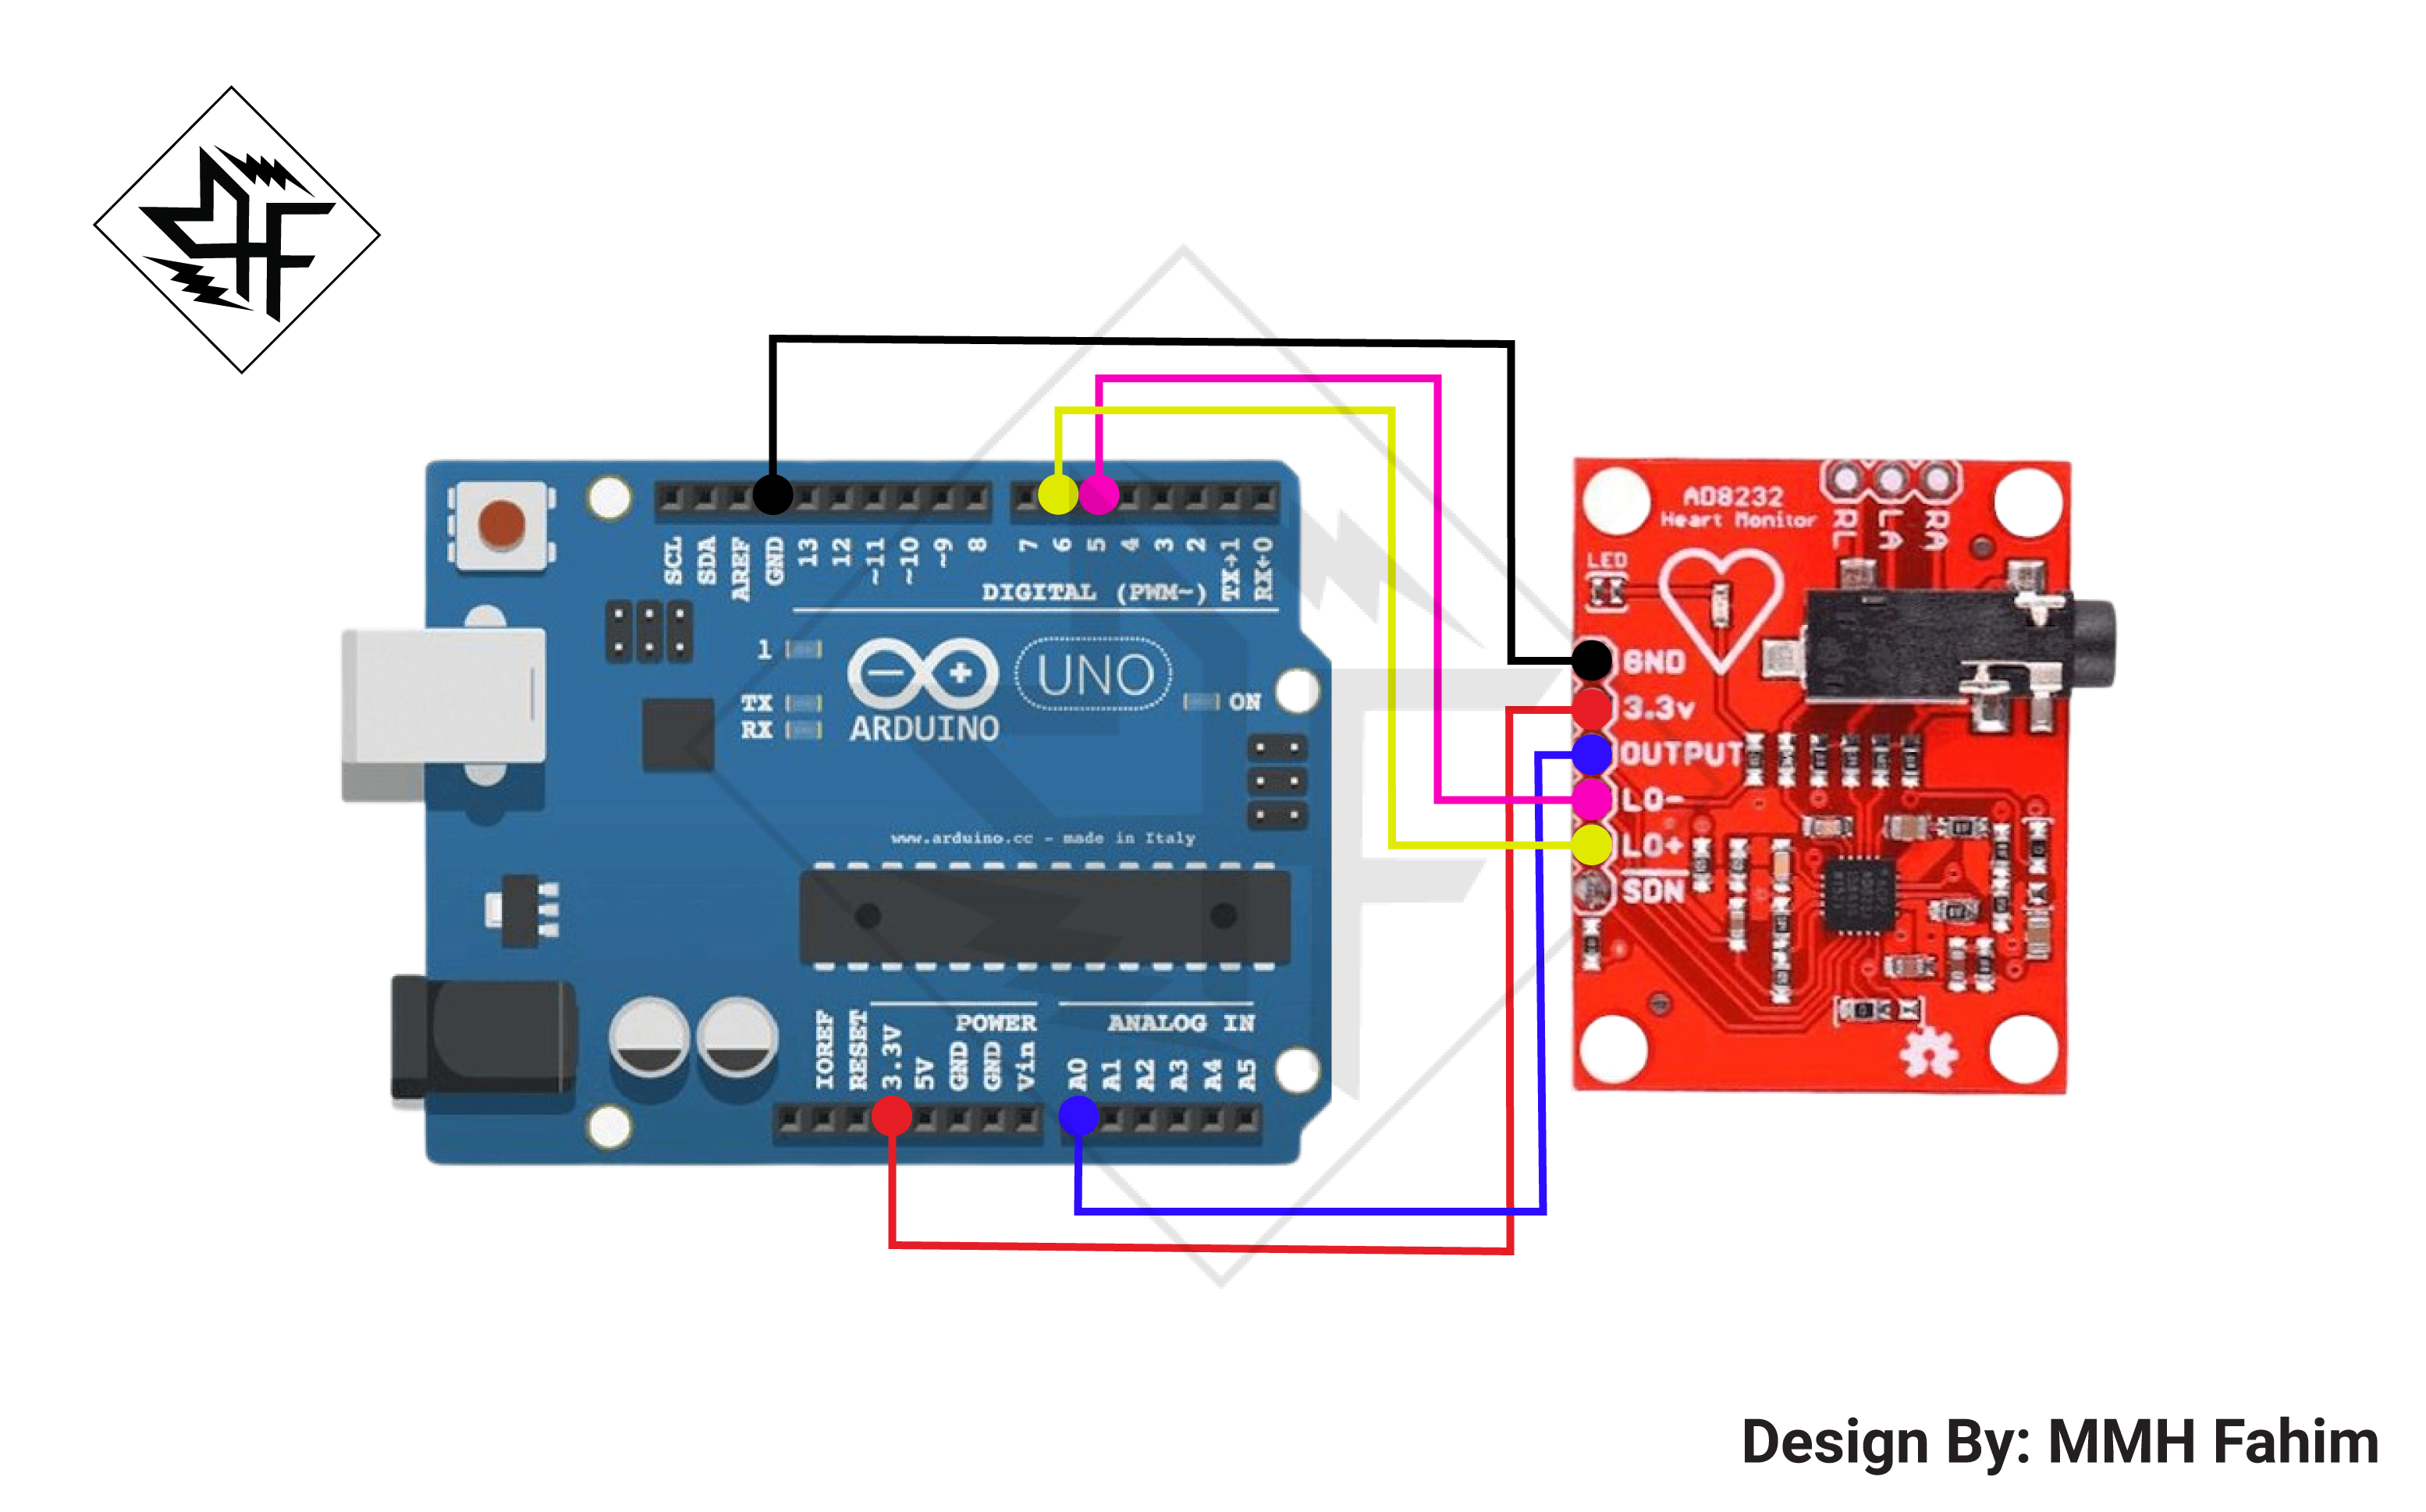 AD8232
Heart Monitor
RL
LA
RA
LED
GND
3.3v
OUTPUT
LO-
LO+
SDN
SCL
SDA
AREF
GND
13
12
~11
~10
~9
8
7
6
5
4
3
2
TX→1
RX←0
DIGITAL (PWM~)
1
TX
RX
ARDUINO
UNO
ON
www.arduino.cc - made in Italy
POWER
ANALOG IN
IOREF
RESET
3.3V
5V
GND
GND
Vin
A0
A1
A2
A3
A4
A5
Design By: MMH Fahim